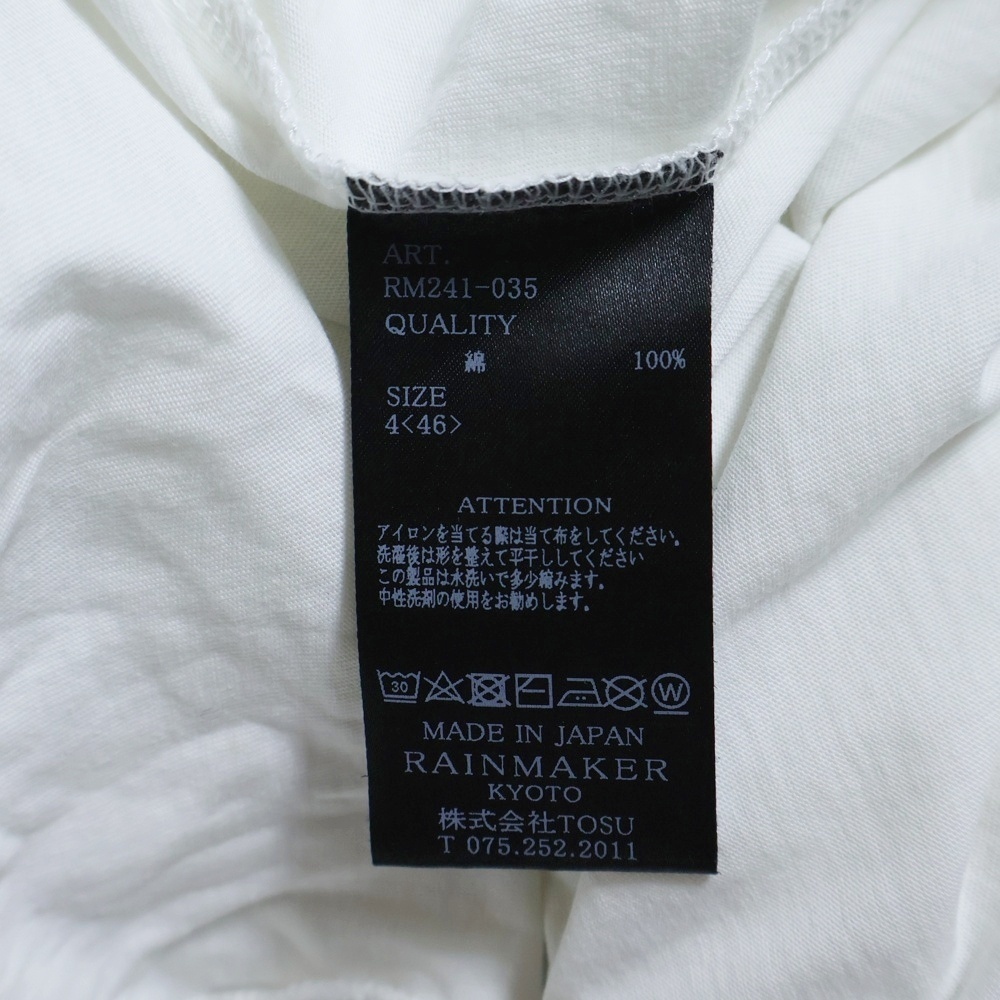 ART.
RM241-035
QUALITY
綿 100%
SIZE
4<46>
ATTENTION
アイロンを当てる際は当て布をしてください。
洗濯後は形を整えて平干ししてください
この製品は水洗いで多少縮みます。
中性洗剤の使用をお勧めします。
30 W
MADE IN JAPAN
RAINMAKER
KYOTO
株式会社TOSU
T 075.252.2011